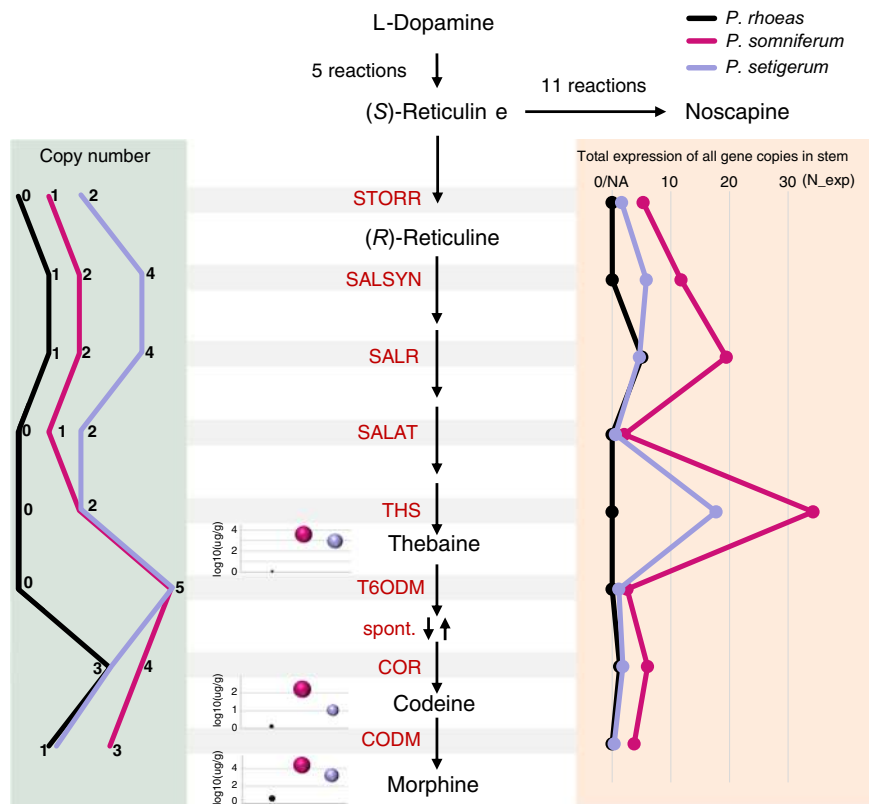 L-Dopamine
P. rhoeas
P. somniferum
P. setigerum
5 reactions
11 reactions
(S)-Reticulin e
Noscapine
Copy number
Total expression of all gene copies in stem
0/NA 10 20 30 (N_exp)
0 1 2
STORR
(R)-Reticuline
1 2 4
SALSYN
1 2 4
SALR
0 1 2
SALAT
0 2
THS
log10(ug/g)
4
2
0
Thebaine
0 5
T6ODM
spont.
3 4
COR
log10(ug/g)
2
1
0
Codeine
1 3
CODM
log10(ug/g)
4
2
0
Morphine